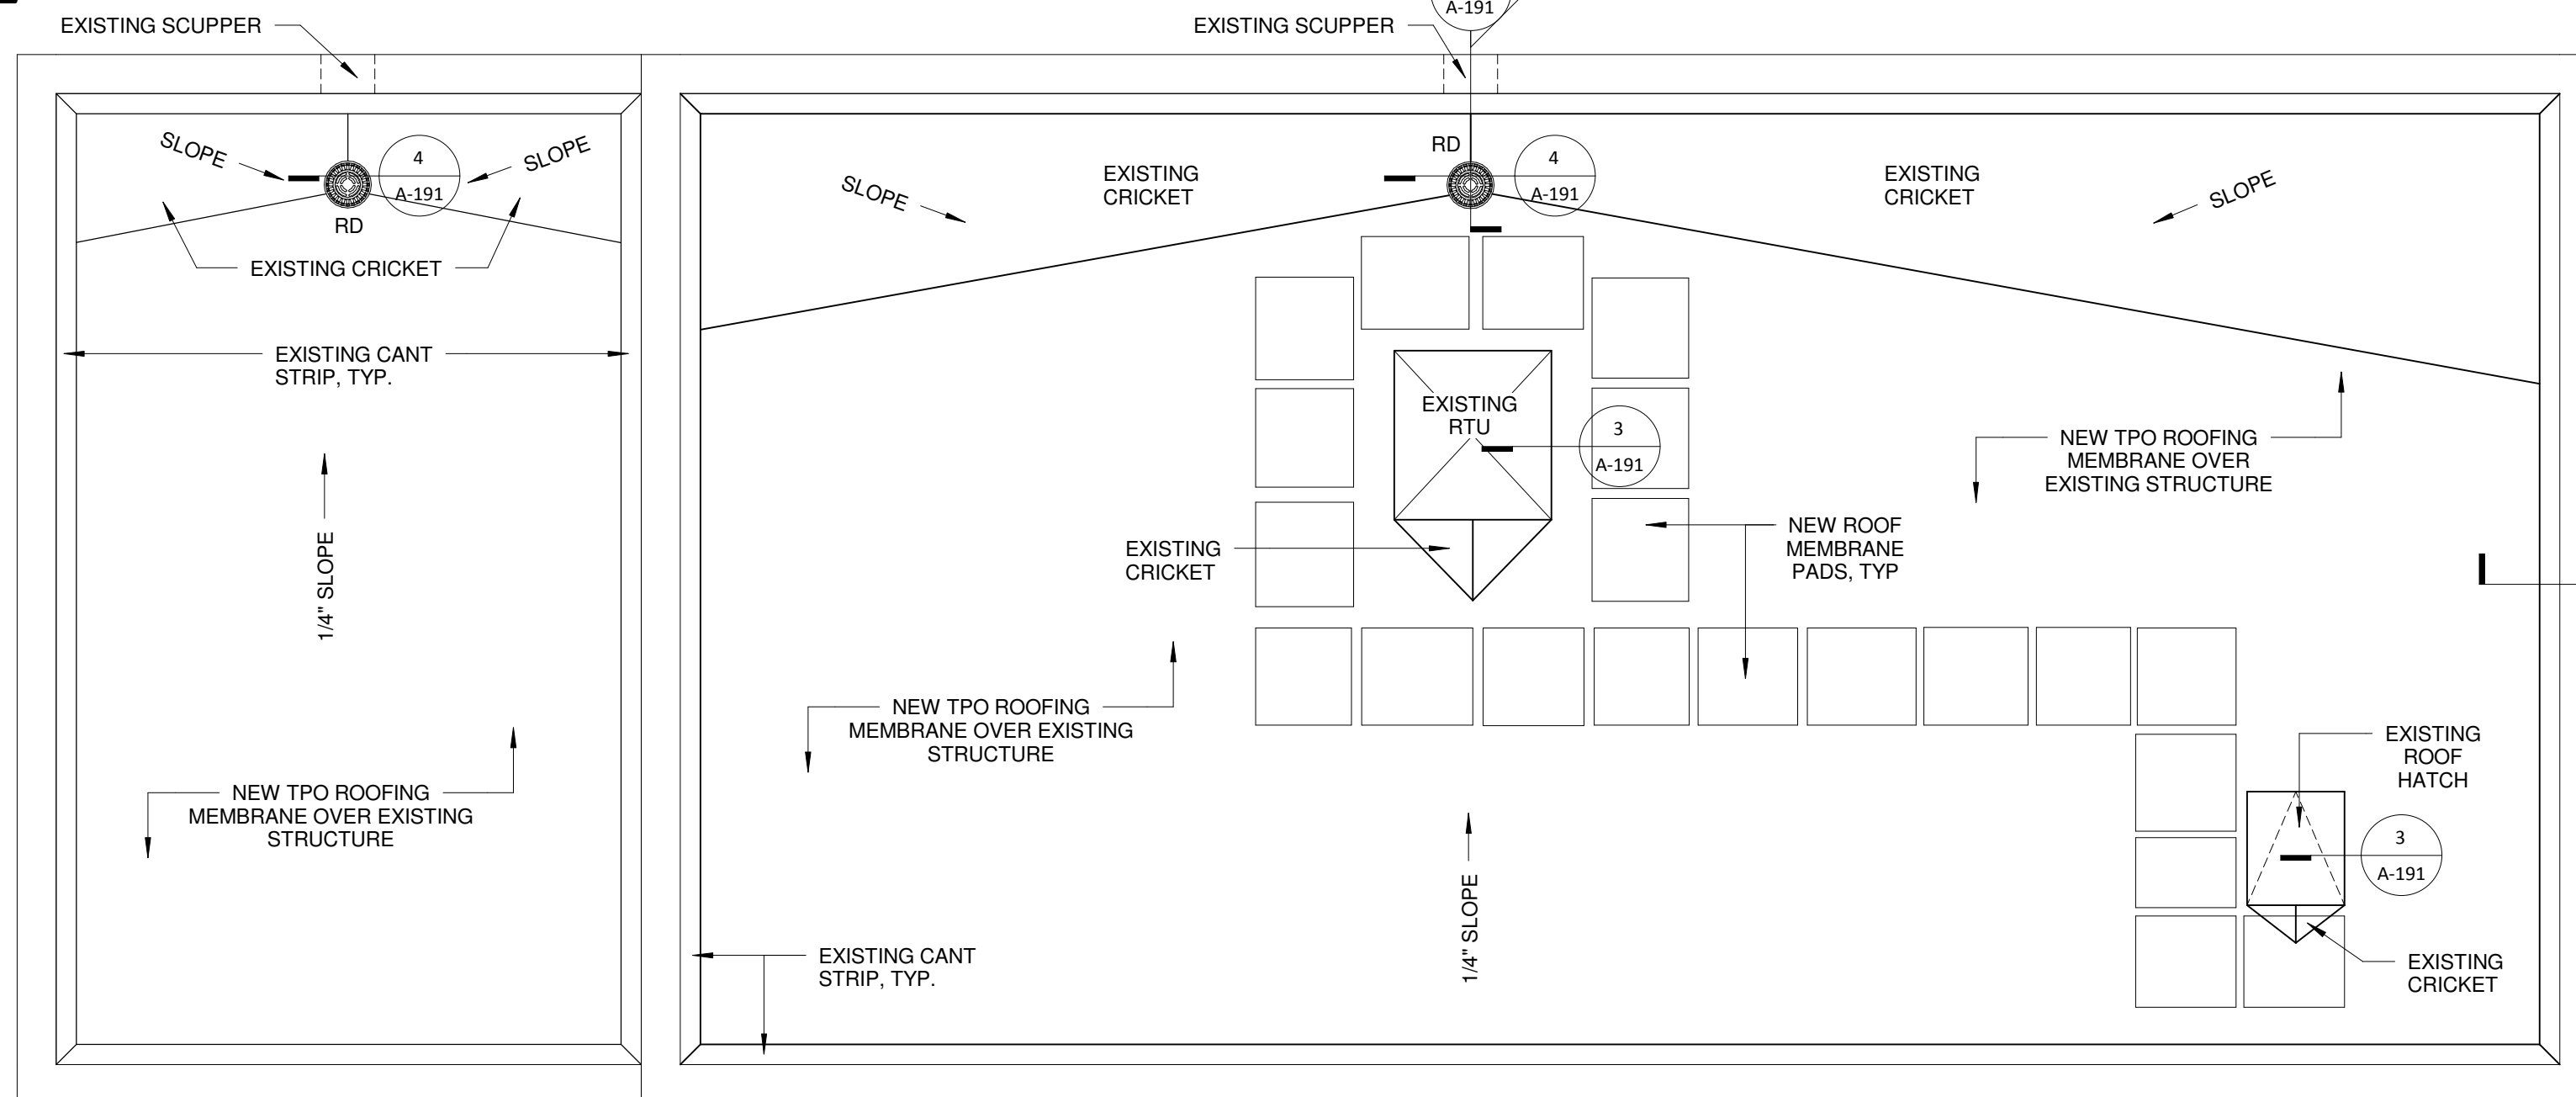 A-191
EXISTING SCUPPER
EXISTING SCUPPER
SLOPE
4
A-191
SLOPE
RD
EXISTING CRICKET
EXISTING CANT
STRIP, TYP.
1/4" SLOPE
NEW TPO ROOFING
MEMBRANE OVER EXISTING
STRUCTURE
RD
4
A-191
SLOPE
EXISTING
CRICKET
EXISTING
CRICKET
SLOPE
EXISTING
RTU
3
A-191
NEW TPO ROOFING
MEMBRANE OVER
EXISTING STRUCTURE
EXISTING
CRICKET
NEW ROOF
MEMBRANE
PADS, TYP
NEW TPO ROOFING
MEMBRANE OVER EXISTING
STRUCTURE
EXISTING
ROOF
HATCH
3
A-191
1/4" SLOPE
EXISTING CANT
STRIP, TYP.
EXISTING
CRICKET